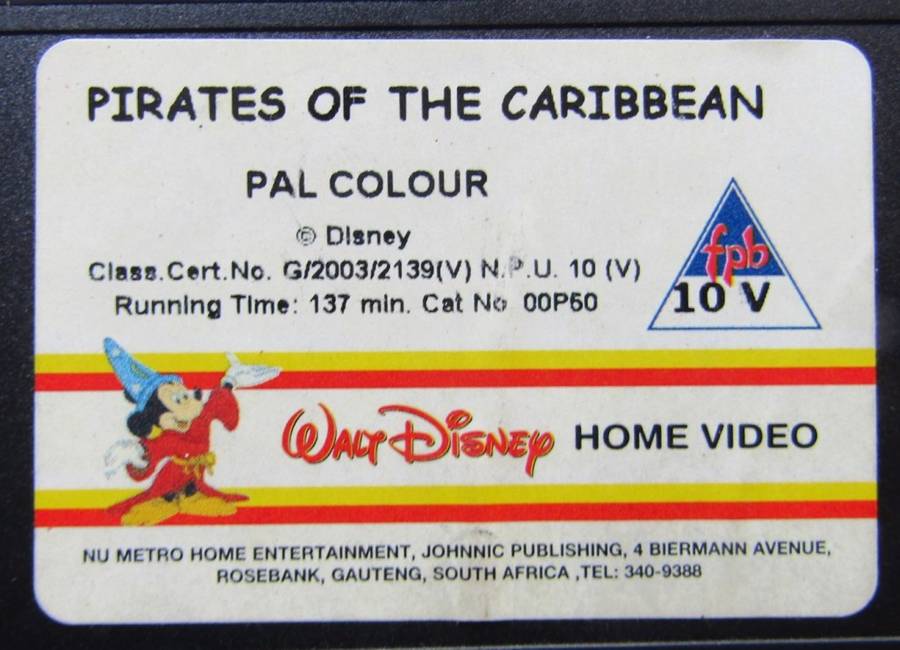 PIRATES OF THE CARIBBEAN
PAL COLOUR
© Disney
Class.Cert.No. G/2003/2139(V) N.P.U. 10 (V)
Running Time: 137 min. Cat No 00P60
fpb
10 V
WALT DISNEY HOME VIDEO
NU METRO HOME ENTERTAINMENT, JOHNNIC PUBLISHING, 4 BIERMANN AVENUE,
ROSEBANK, GAUTENG, SOUTH AFRICA ,TEL: 340-9388